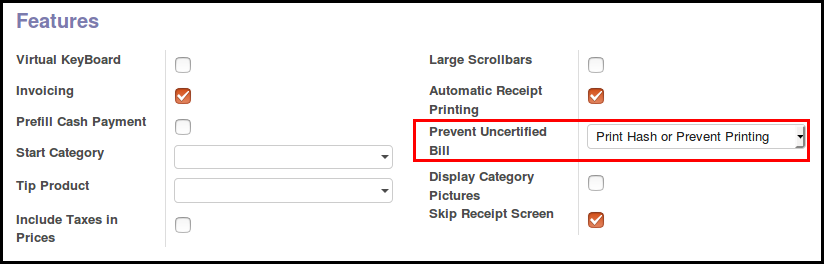 Features
Virtual KeyBoard
Invoicing
Prefill Cash Payment
Start Category
Tip Product
Include Taxes in
Prices
Large Scrollbars
Automatic Receipt
Printing
Prevent Uncertified
Bill
Print Hash or Prevent Printing
Display Category
Pictures
Skip Receipt Screen